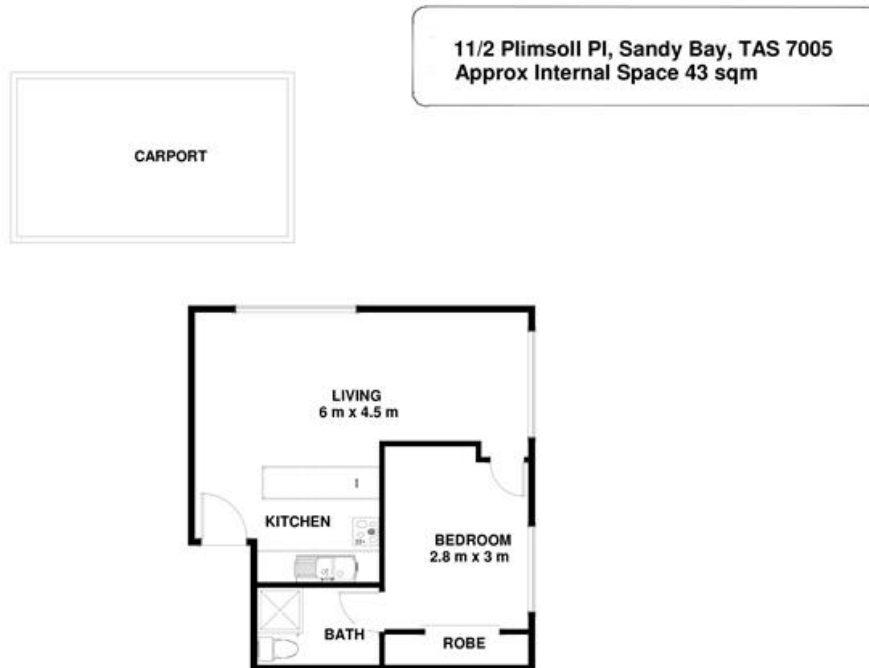 11/2 Plimsoll Pl, Sandy Bay, TAS 7005
Approx Internal Space 43 sqm
CARPORT
LIVING
6 m x 4.5 m
KITCHEN
BEDROOM
2.8 m x 3 m
BATH
ROBE